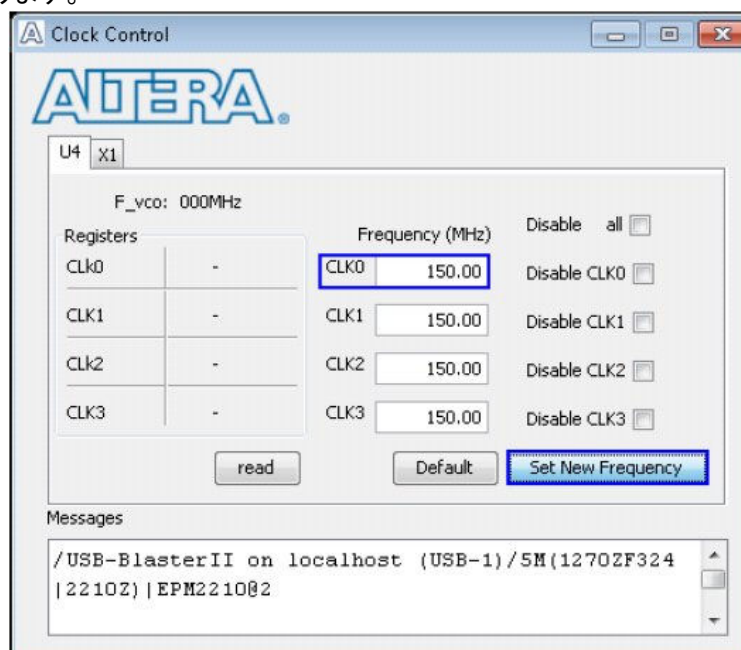 Clock Control
ALTERA®
U4 X1
F_vco: 000MHz
Registers
Frequency (MHz)
Disable all
CLk0 - CLK0 150.00 Disable CLK0
CLK1 - CLK1 150.00 Disable CLK1
CLk2 - CLK2 150.00 Disable CLK2
CLK3 - CLK3 150.00 Disable CLK3
read Default Set New Frequency
Messages
/USB-BlasterII on localhost (USB-1)/5M(1270ZF324
|2210Z)|EPM2210@2